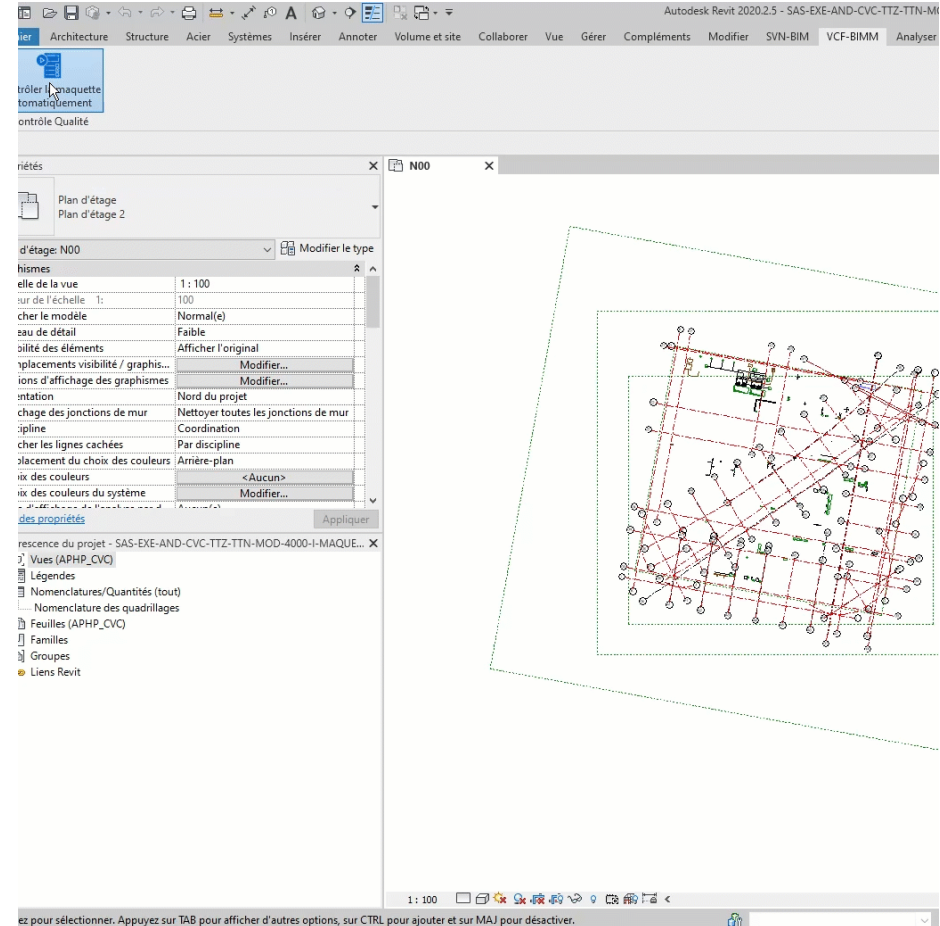 Autodesk Revit 2020.2.5 - SAS-EXE-AND-CVC-TTZ-TTN-MO
ier Architecture Structure Acier Systèmes Insérer Annoter Volume et site Collaborer Vue Gérer Compléments Modifier SVN-BIM VCF-BIMM Analyser
trôler la maquette
tomatiquement
ontrôle Qualité
riétés
N00
Plan d'étage
Plan d'étage 2
d'étage: N00 Modifier le type
hismes
elle de la vue 1 : 100
eur de l'échelle 1: 100
cher le modèle Normal(e)
eau de détail Faible
bilité des éléments Afficher l'original
nplacements visibilité / graphis... Modifier...
ions d'affichage des graphismes Modifier...
entation Nord du projet
chage des jonctions de mur Nettoyer toutes les jonctions de mur
ipline Coordination
cher les lignes cachées Par discipline
placement du choix des couleurs Arrière-plan
ix des couleurs <Aucun>
ix des couleurs du système Modifier...
des propriétés Appliquer
rescence du projet - SAS-EXE-AND-CVC-TTZ-TTN-MOD-4000-I-MAQUE...
Vues (APHP_CVC)
Légendes
Nomenclatures/Quantités (tout)
Nomenclature des quadrillages
Feuilles (APHP_CVC)
Familles
Groupes
Liens Revit
1 : 100
ez pour sélectionner. Appuyez sur TAB pour afficher d'autres options, sur CTRL pour ajouter et sur MAJ pour désactiver.